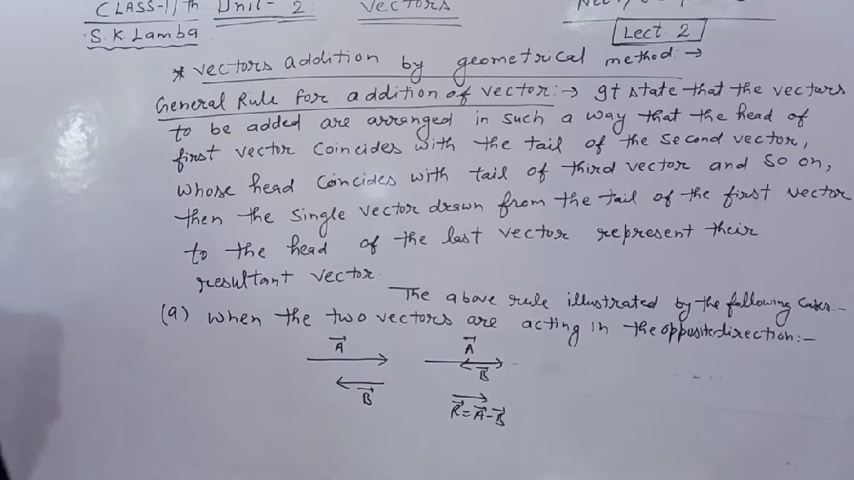 CLASS-11th Unit- 2 Vectors
S.K Lamba Lect. 2
* vectors addition by geometrical method:→
General Rule for addition of vector:→ gt state that the vectors
to be added are arranged in such a way that the head of
first vector coincides with the tail of the second vector,
whose head coincides with tail of third vector and so on,
then the single vector drawn from the tail of the first vector
to the head of the last vector represent their
resultant vector.
The above rule illustrated by the following cases.-
(a) when the two vectors are acting in the opposite direction:-
A⃗ A⃗
B⃗ B⃗
R⃗=A⃗-B⃗